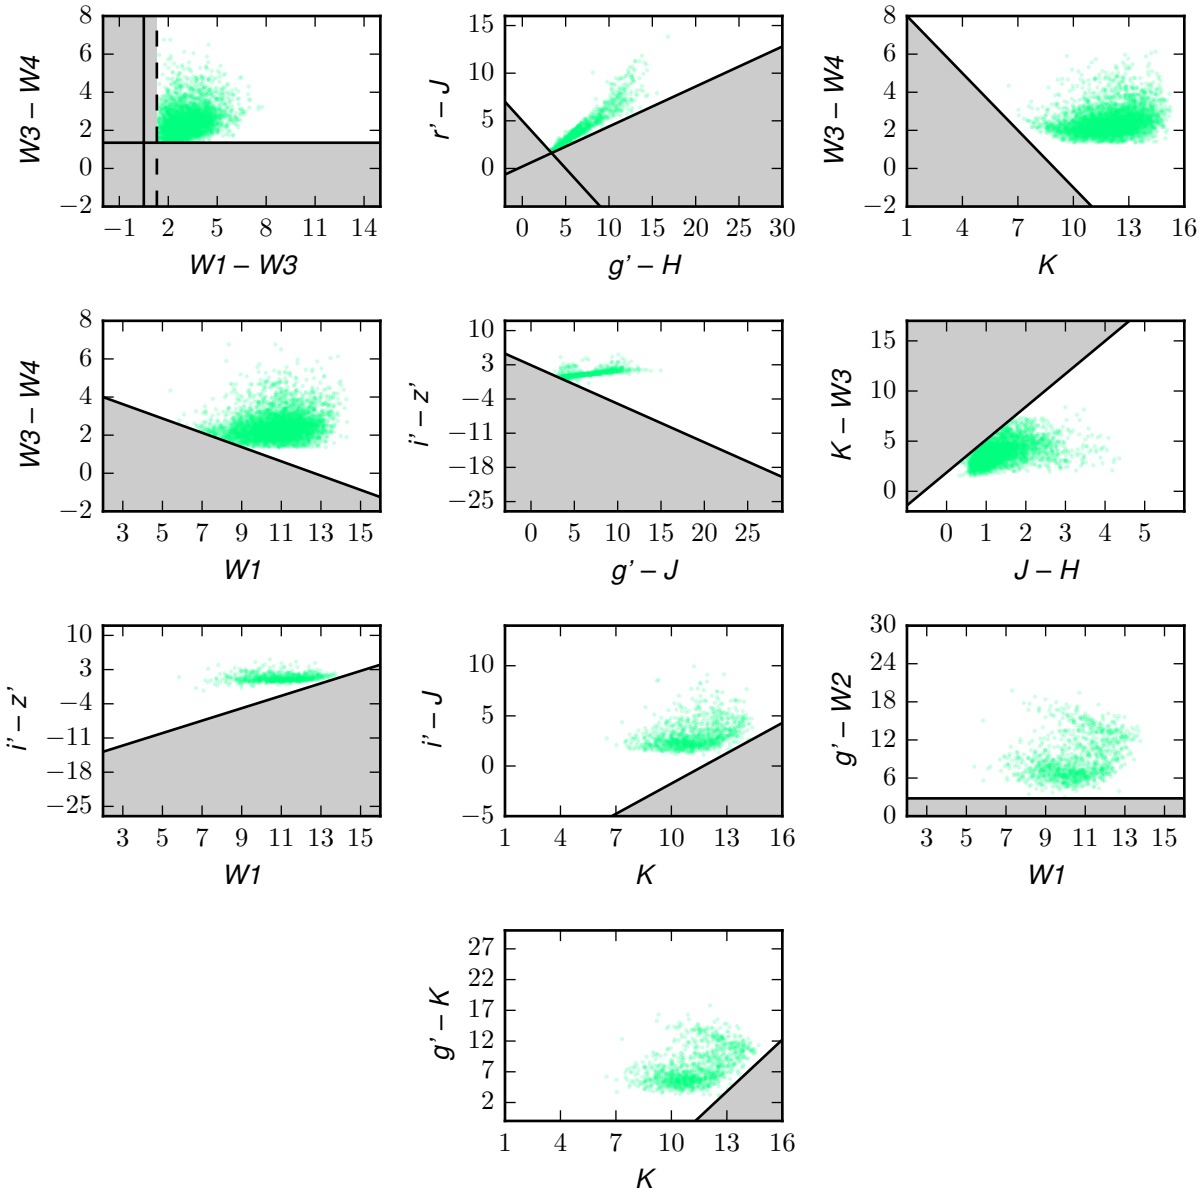 8
6
4
2
0
−2
W3 – W4
−1 2 5 8 11 14
W1 – W3
15
10
5
0
r' – J
0 5 10 15 20 25 30
g' – H
8
6
4
2
0
−2
W3 – W4
1 4 7 10 13 16
K
8
6
4
2
0
−2
W3 – W4
3 5 7 9 11 13 15
W1
10
3
−4
−11
−18
−25
i' – z'
0 5 10 15 20 25
g' – J
15
10
5
0
K – W3
0 1 2 3 4 5
J – H
10
3
−4
−11
−18
−25
i' – z'
3 5 7 9 11 13 15
W1
10
5
0
−5
i' – J
1 4 7 10 13 16
K
30
24
18
12
6
0
g' – W2
3 5 7 9 11 13 15
W1
27
22
17
12
7
2
g' – K
1 4 7 10 13 16
K